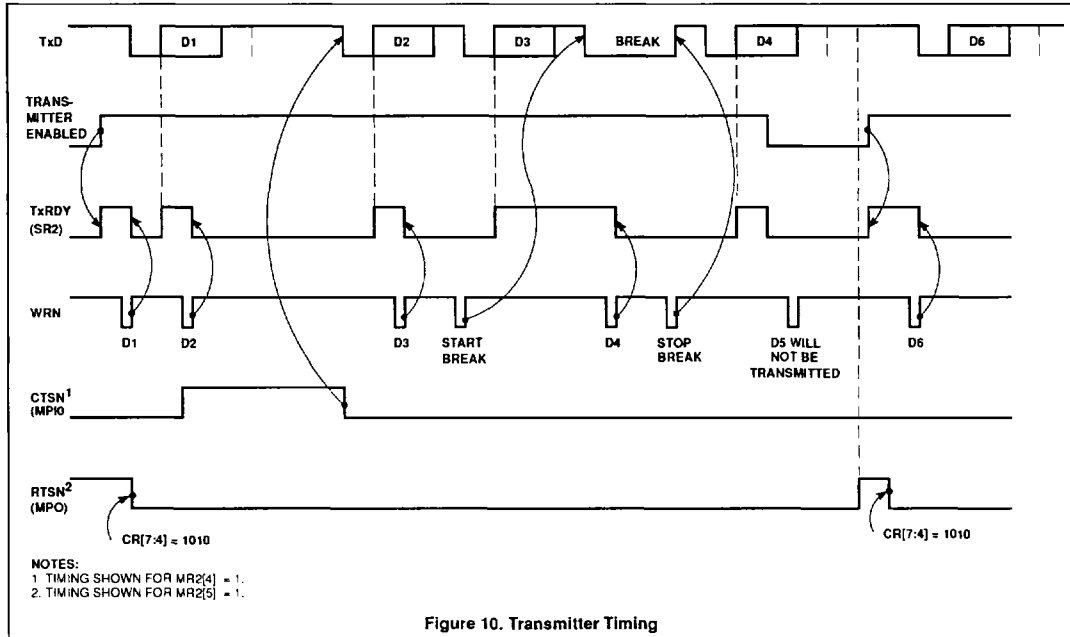 TxD
D1
D2
D3
BREAK
D4
D6
TRANS-
MITTER
ENABLED
TxRDY
(SR2)
WRN
D1
D2
D3
START
BREAK
D4
STOP
BREAK
D5 WILL
NOT BE
TRANSMITTED
D6
CTSN1
(MPI0
RTSN2
(MPO)
CR[7:4] = 1010
CR[7:4] = 1010
NOTES:
1 TIMING SHOWN FOR MR2[4] = 1.
2. TIMING SHOWN FOR MR2[5] = 1.
Figure 10. Transmitter Timing